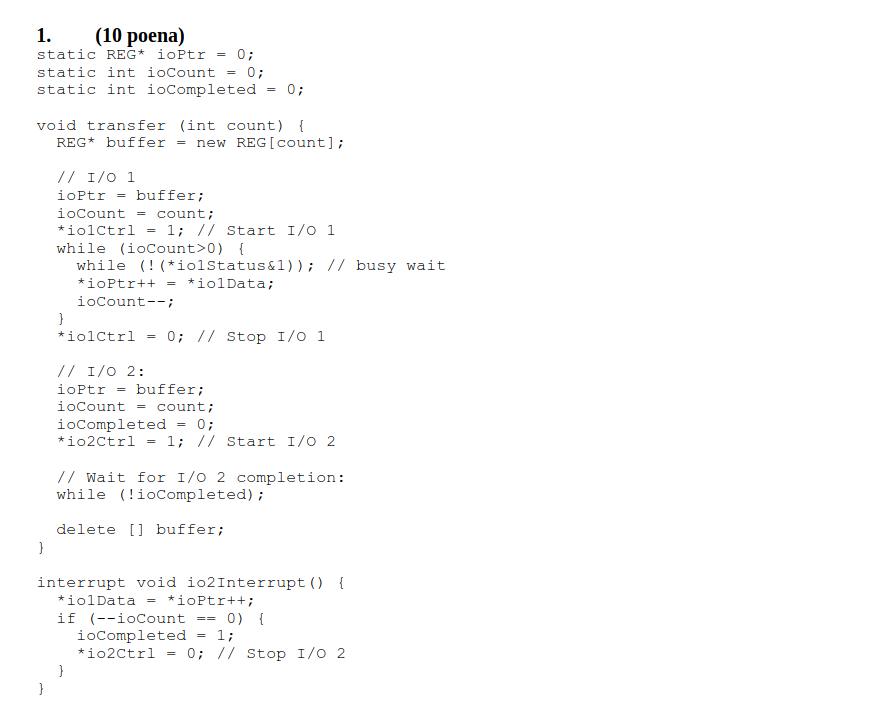 1. (10 poena)
static REG* ioPtr = 0;
static int ioCount = 0;
static int ioCompleted = 0;
void transfer (int count) {
REG* buffer = new REG[count];
// I/O 1
ioPtr = buffer;
ioCount = count;
*io1Ctrl = 1; // Start I/O 1
while (ioCount>0) {
while (!(*io1Status&1)); // busy wait
*ioPtr++ = *io1Data;
ioCount--;
}
*io1Ctrl = 0; // Stop I/O 1
// I/O 2:
ioPtr = buffer;
ioCount = count;
ioCompleted = 0;
*io2Ctrl = 1; // Start I/O 2
// Wait for I/O 2 completion:
while (!ioCompleted);
delete [] buffer;
}
interrupt void io2Interrupt() {
*io1Data = *ioPtr++;
if (--ioCount == 0) {
ioCompleted = 1;
*io2Ctrl = 0; // Stop I/O 2
}
}